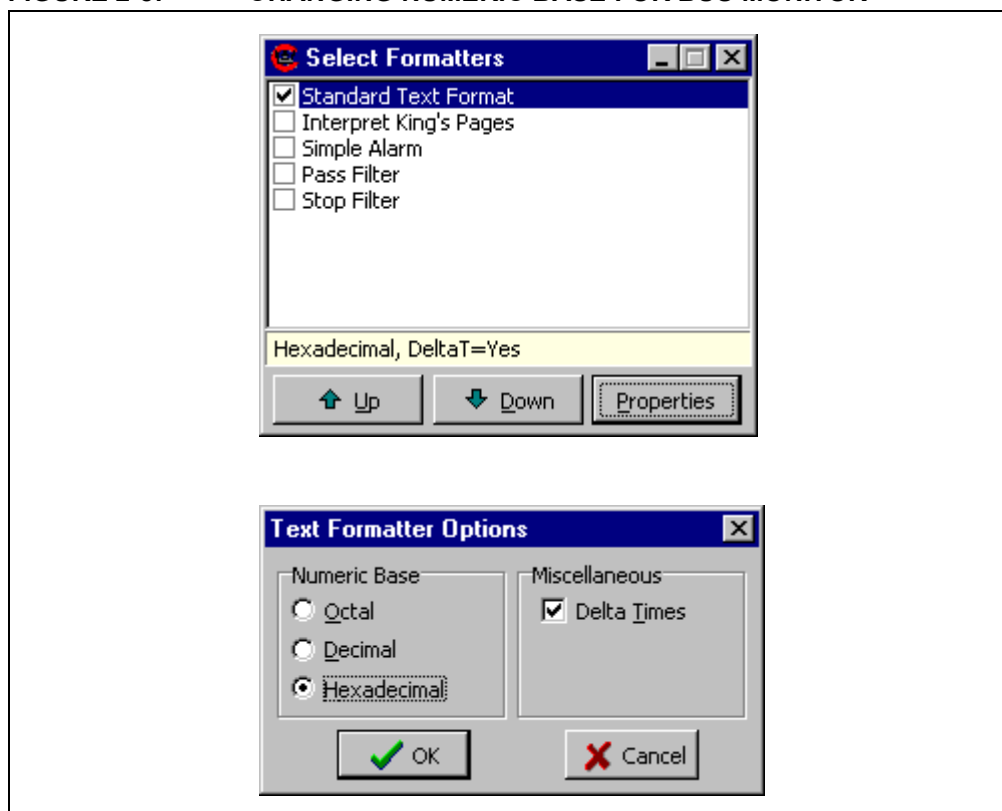 Select Formatters
Standard Text Format
Interpret King's Pages
Simple Alarm
Pass Filter
Stop Filter
Hexadecimal, DeltaT=Yes
Up
Down
Properties
Text Formatter Options
Numeric Base
Miscellaneous
Octal
Delta Times
Decimal
Hexadecimal
OK
Cancel